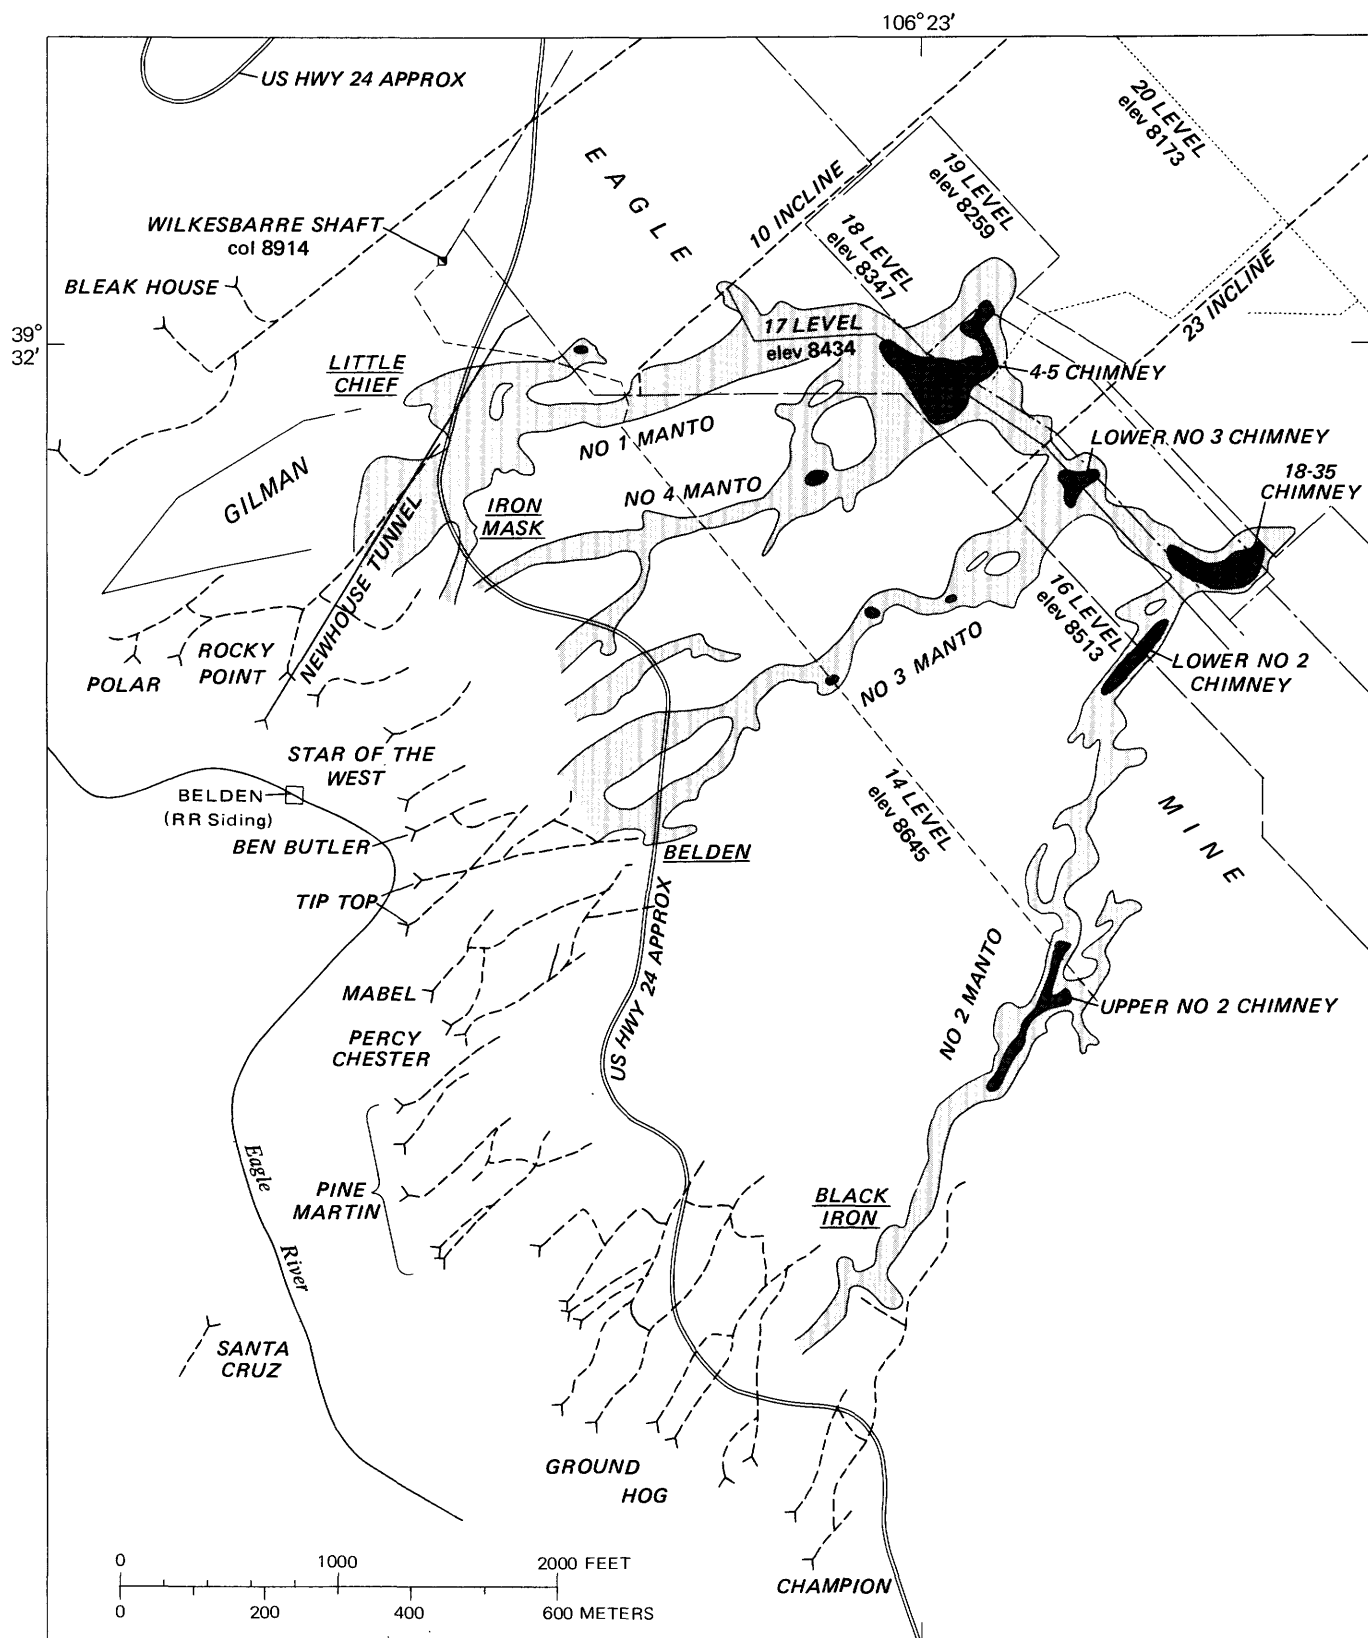 106°23′
US HWY 24 APPROX
20 LEVEL
elev 8173
EAGLE
19 LEVEL
elev 8259
10 INCLINE
WILKESBARRE SHAFT
col 8914
18 LEVEL
elev 8347
BLEAK HOUSE
23 INCLINE
39°
32′
17 LEVEL
elev 8434
LITTLE
CHIEF
4-5 CHIMNEY
NO 1 MANTO
LOWER NO 3 CHIMNEY
18-35
CHIMNEY
GILMAN
NO 4 MANTO
IRON
MASK
NEWHOUSE TUNNEL
16 LEVEL
elev 8513
ROCKY
POINT
POLAR
NO 3 MANTO
LOWER NO 2
CHIMNEY
STAR OF THE
WEST
BELDEN
(RR Siding)
14 LEVEL
elev 8645
MINE
BEN BUTLER
BELDEN
TIP TOP
US HWY 24 APPROX
NO 2 MANTO
MABEL
UPPER NO 2 CHIMNEY
PERCY
CHESTER
Eagle
River
PINE
MARTIN
BLACK
IRON
SANTA
CRUZ
GROUND
HOG
CHAMPION
0 1000 2000 FEET
0 200 400 600 METERS